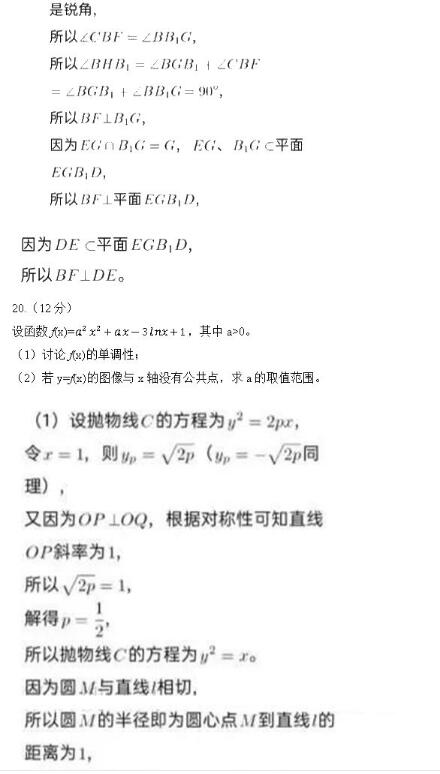 是锐角,
所以∠CBF = ∠BB₁G,
所以∠BHB₁ = ∠BGB₁ + ∠CBF
= ∠BGB₁ + ∠BB₁G = 90°,
所以BF⊥B₁G,
因为EG∩B₁G = G, EG、B₁G⊂平面
EGB₁D,
所以BF⊥平面EGB₁D,
因为DE⊂平面EGB₁D,
所以BF⊥DE。
20.（12分）
设函数f(x)=a²x²+ax−3lnx+1，其中a>0。
（1）讨论f(x)的单调性；
（2）若y=f(x)的图像与x轴没有公共点，求a的取值范围。
（1）设抛物线C的方程为y² = 2px,
令x = 1，则yₚ = √2p（yₚ = −√2p同
理），
又因为OP⊥OQ，根据对称性可知直线
OP斜率为1,
所以√2p = 1,
解得p = 1/2,
所以抛物线C的方程为y² = x。
因为圆M与直线l相切,
所以圆M的半径即为圆心点M到直线l的
距离为1,